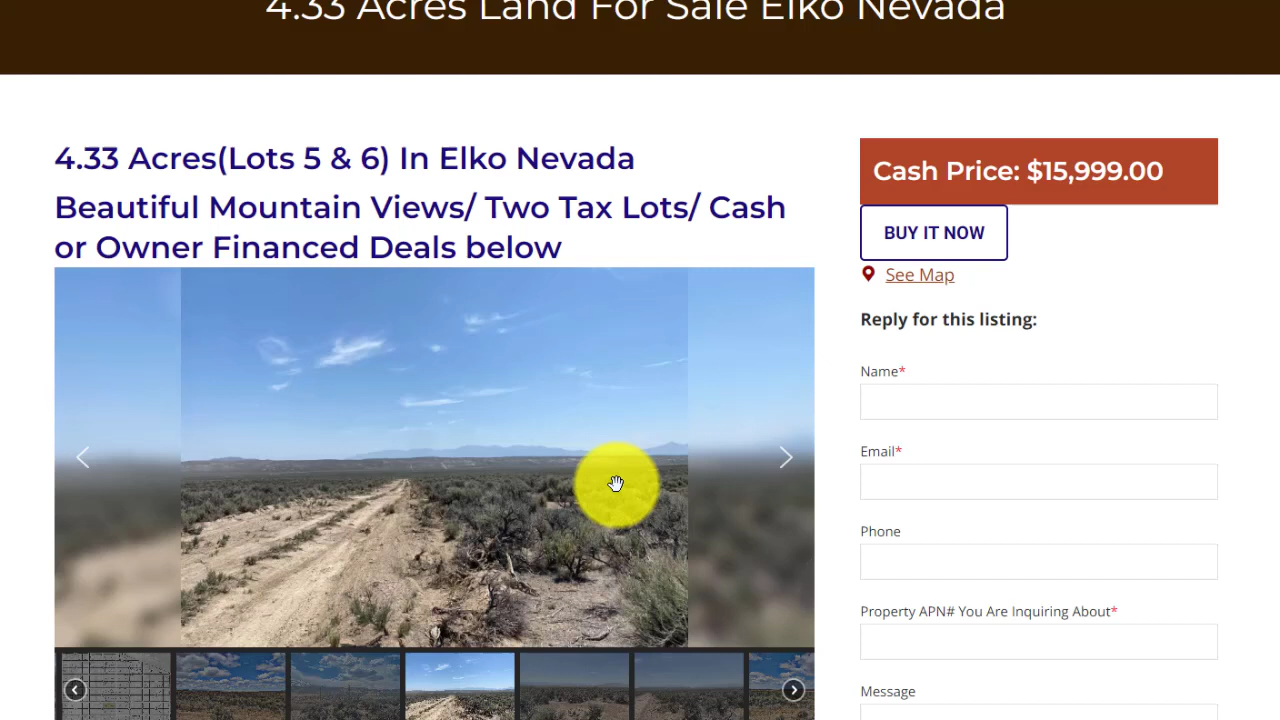 4.33 Acres Land For Sale Elko Nevada
4.33 Acres(Lots 5 & 6) In Elko Nevada
Beautiful Mountain Views/ Two Tax Lots/ Cash
or Owner Financed Deals below
Cash Price: $15,999.00
BUY IT NOW
See Map
Reply for this listing:
Name*
Email*
Phone
Property APN# You Are Inquiring About*
Message